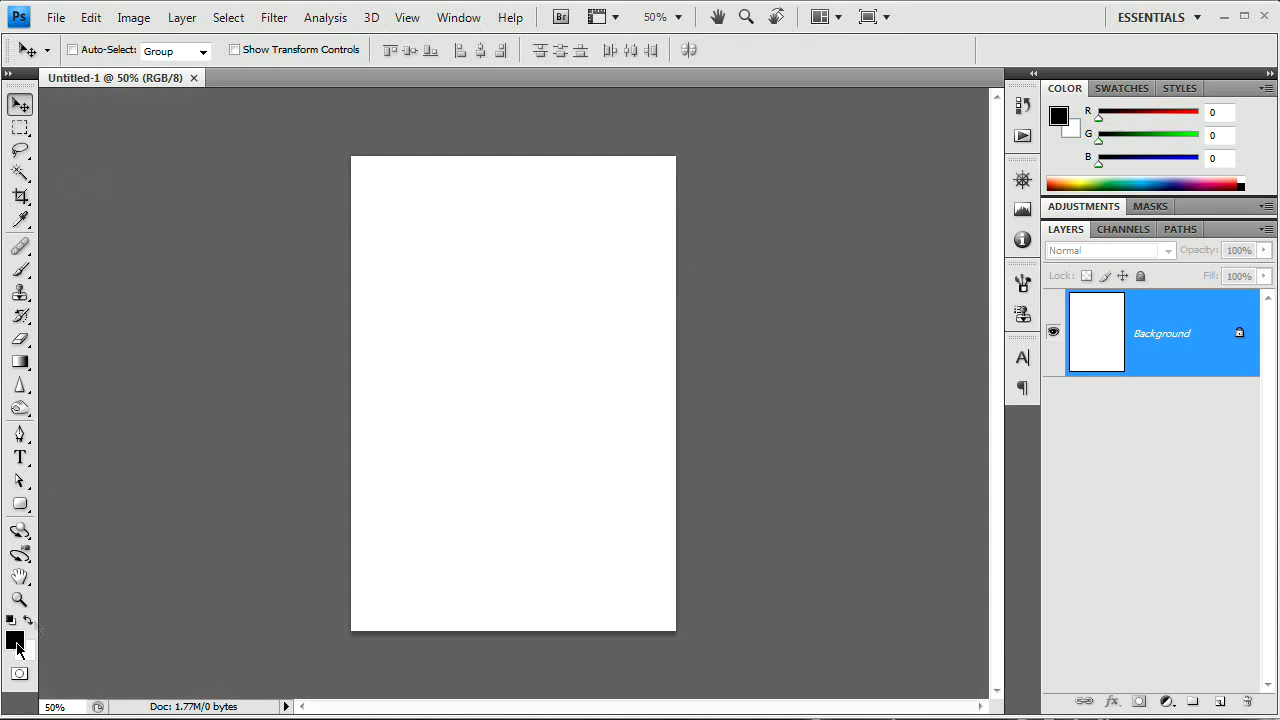 Ps File Edit Image Layer Select Filter Analysis 3D View Window Help Br 50% ESSENTIALS
Auto-Select: Group Show Transform Controls
Untitled-1 @ 50% (RGB/8)
COLOR SWATCHES STYLES
R 0
G 0
B 0
ADJUSTMENTS MASKS
LAYERS CHANNELS PATHS
Normal Opacity: 100%
Lock: Fill: 100%
Background
50% Doc: 1.77M/0 bytes